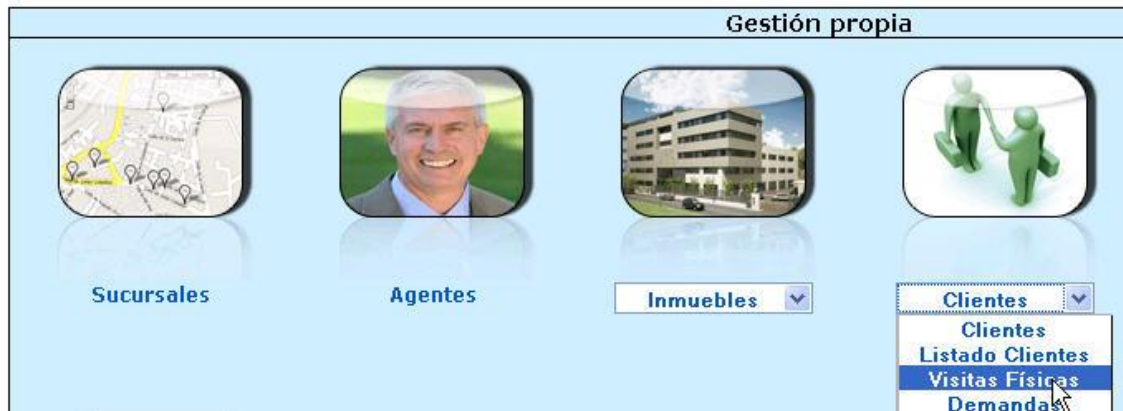 Gestión propia
Sucursales
Agentes
Inmuebles
Clientes
Clientes
Listado Clientes
Visitas Físicas
Demandas